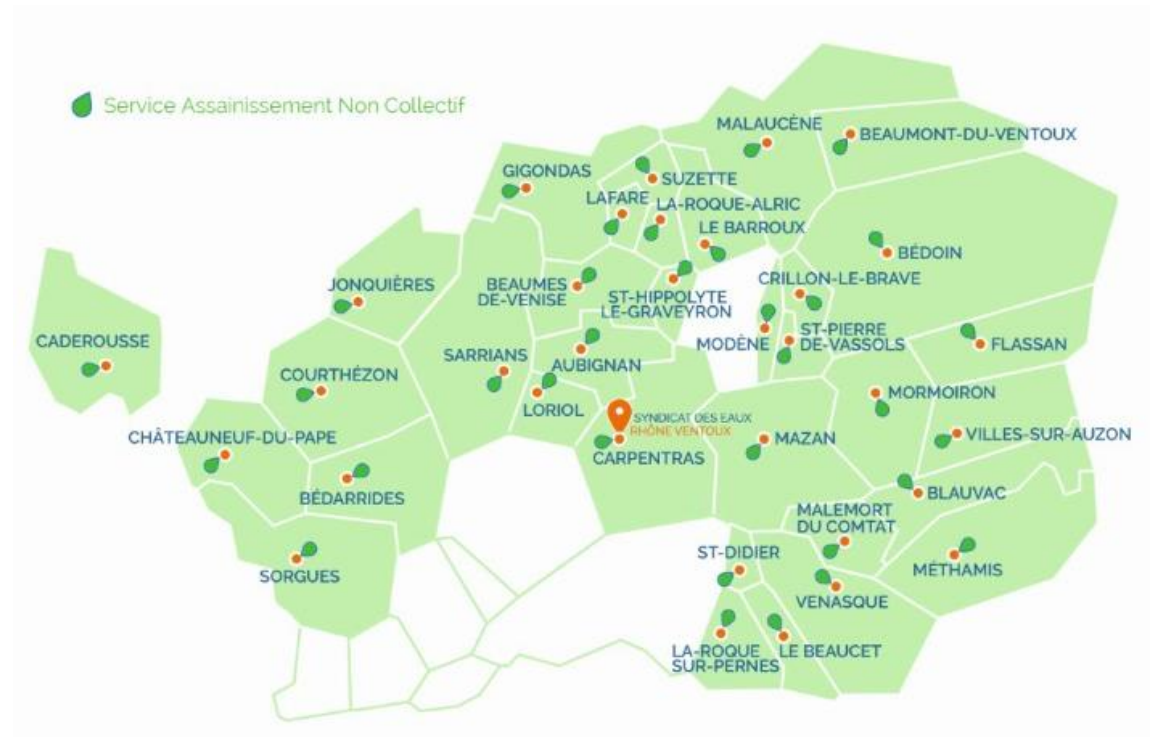 Service Assainissement Non Collectif
MALAUCÈNE
BEAUMONT-DU-VENTOUX
GIGONDAS
SUZETTE
LAFARE
LA-ROQUE-ALRIC
LE BARROUX
BÉDOIN
CRILLON-LE-BRAVE
JONQUIÈRES
BEAUMES
DE-VENISE
ST-HIPPOLYTE
LE-GRAVEYRON
MODÈNE
ST-PIERRE
DE-VASSOLS
FLASSAN
CADEROUSSE
SARRIANS
AUBIGNAN
COURTHÉZON
MORMOIRON
LORIOL
SYNDICAT DES EAUX
RHÔNE VENTOUX
CARPENTRAS
MAZAN
VILLES-SUR-AUZON
CHÂTEAUNEUF-DU-PAPE
BÉDARRIDES
BLAUVAC
MALEMORT
DU COMTAT
ST-DIDIER
MÉTHAMIS
SORGUES
VENASQUE
LA-ROQUE
SUR-PERNES
LE BEAUCET